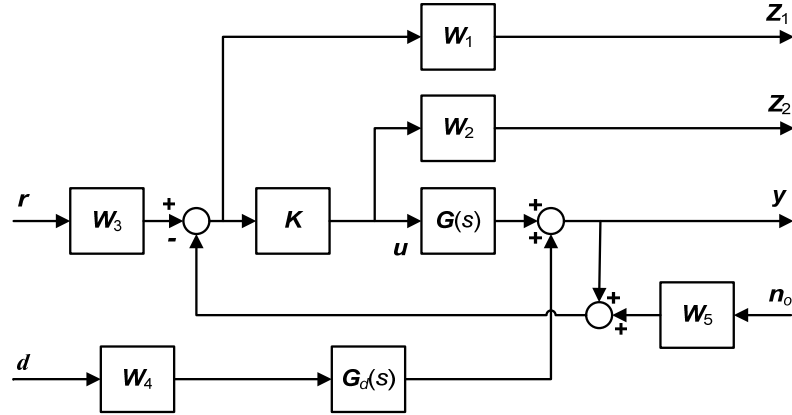 Z1
W1
Z2
W2
r
W3
+
-
K
u
G(s)
+
+
y
+
+
W5
no
d
W4
Gd(s)